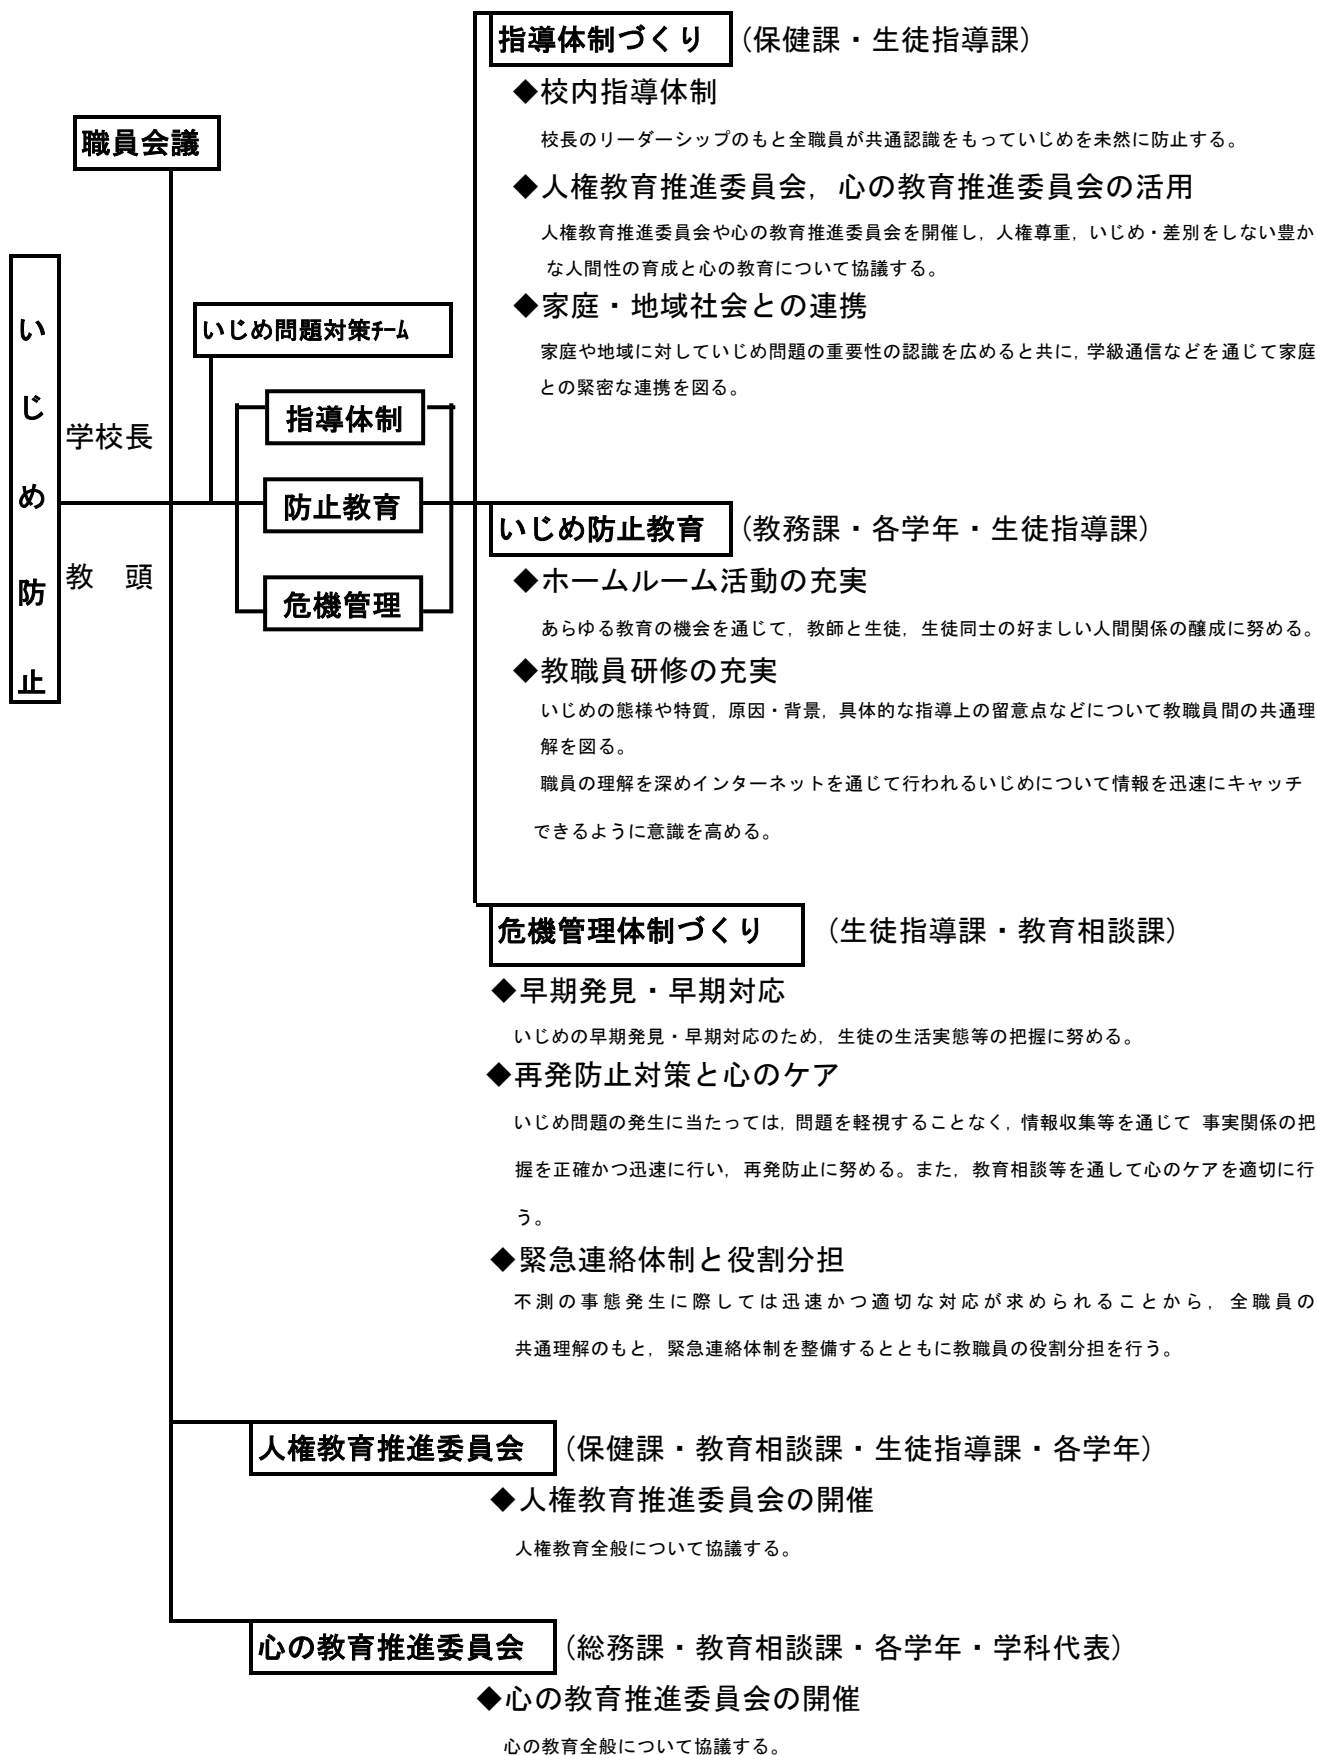 指導体制づくり (保健課・生徒指導課)
◆校内指導体制
職員会議
校長のリーダーシップのもと全職員が共通認識をもっていじめを未然に防止する。
◆人権教育推進委員会，心の教育推進委員会の活用
人権教育推進委員会や心の教育推進委員会を開催し，人権尊重，いじめ・差別をしない豊か
な人間性の育成と心の教育について協議する。
◆家庭・地域社会との連携
いじめ防止
いじめ問題対策ﾁｰﾑ
家庭や地域に対していじめ問題の重要性の認識を広めると共に，学級通信などを通じて家庭
との緊密な連携を図る。
指導体制
学校長
防止教育
教　頭
危機管理
いじめ防止教育 (教務課・各学年・生徒指導課)
◆ホームルーム活動の充実
あらゆる教育の機会を通じて，教師と生徒，生徒同士の好ましい人間関係の醸成に努める。
◆教職員研修の充実
いじめの態様や特質，原因・背景，具体的な指導上の留意点などについて教職員間の共通理
解を図る。
職員の理解を深めインターネットを通じて行われるいじめについて情報を迅速にキャッチ
できるように意識を高める。
危機管理体制づくり (生徒指導課・教育相談課)
◆早期発見・早期対応
いじめの早期発見・早期対応のため，生徒の生活実態等の把握に努める。
◆再発防止対策と心のケア
いじめ問題の発生に当たっては，問題を軽視することなく，情報収集等を通じて 事実関係の把
握を正確かつ迅速に行い，再発防止に努める。また，教育相談等を通して心のケアを適切に行
う。
◆緊急連絡体制と役割分担
不測の事態発生に際しては迅速かつ適切な対応が求められることから，全職員の
共通理解のもと，緊急連絡体制を整備するとともに教職員の役割分担を行う。
人権教育推進委員会 (保健課・教育相談課・生徒指導課・各学年)
◆人権教育推進委員会の開催
人権教育全般について協議する。
心の教育推進委員会 (総務課・教育相談課・各学年・学科代表)
◆心の教育推進委員会の開催
心の教育全般について協議する。